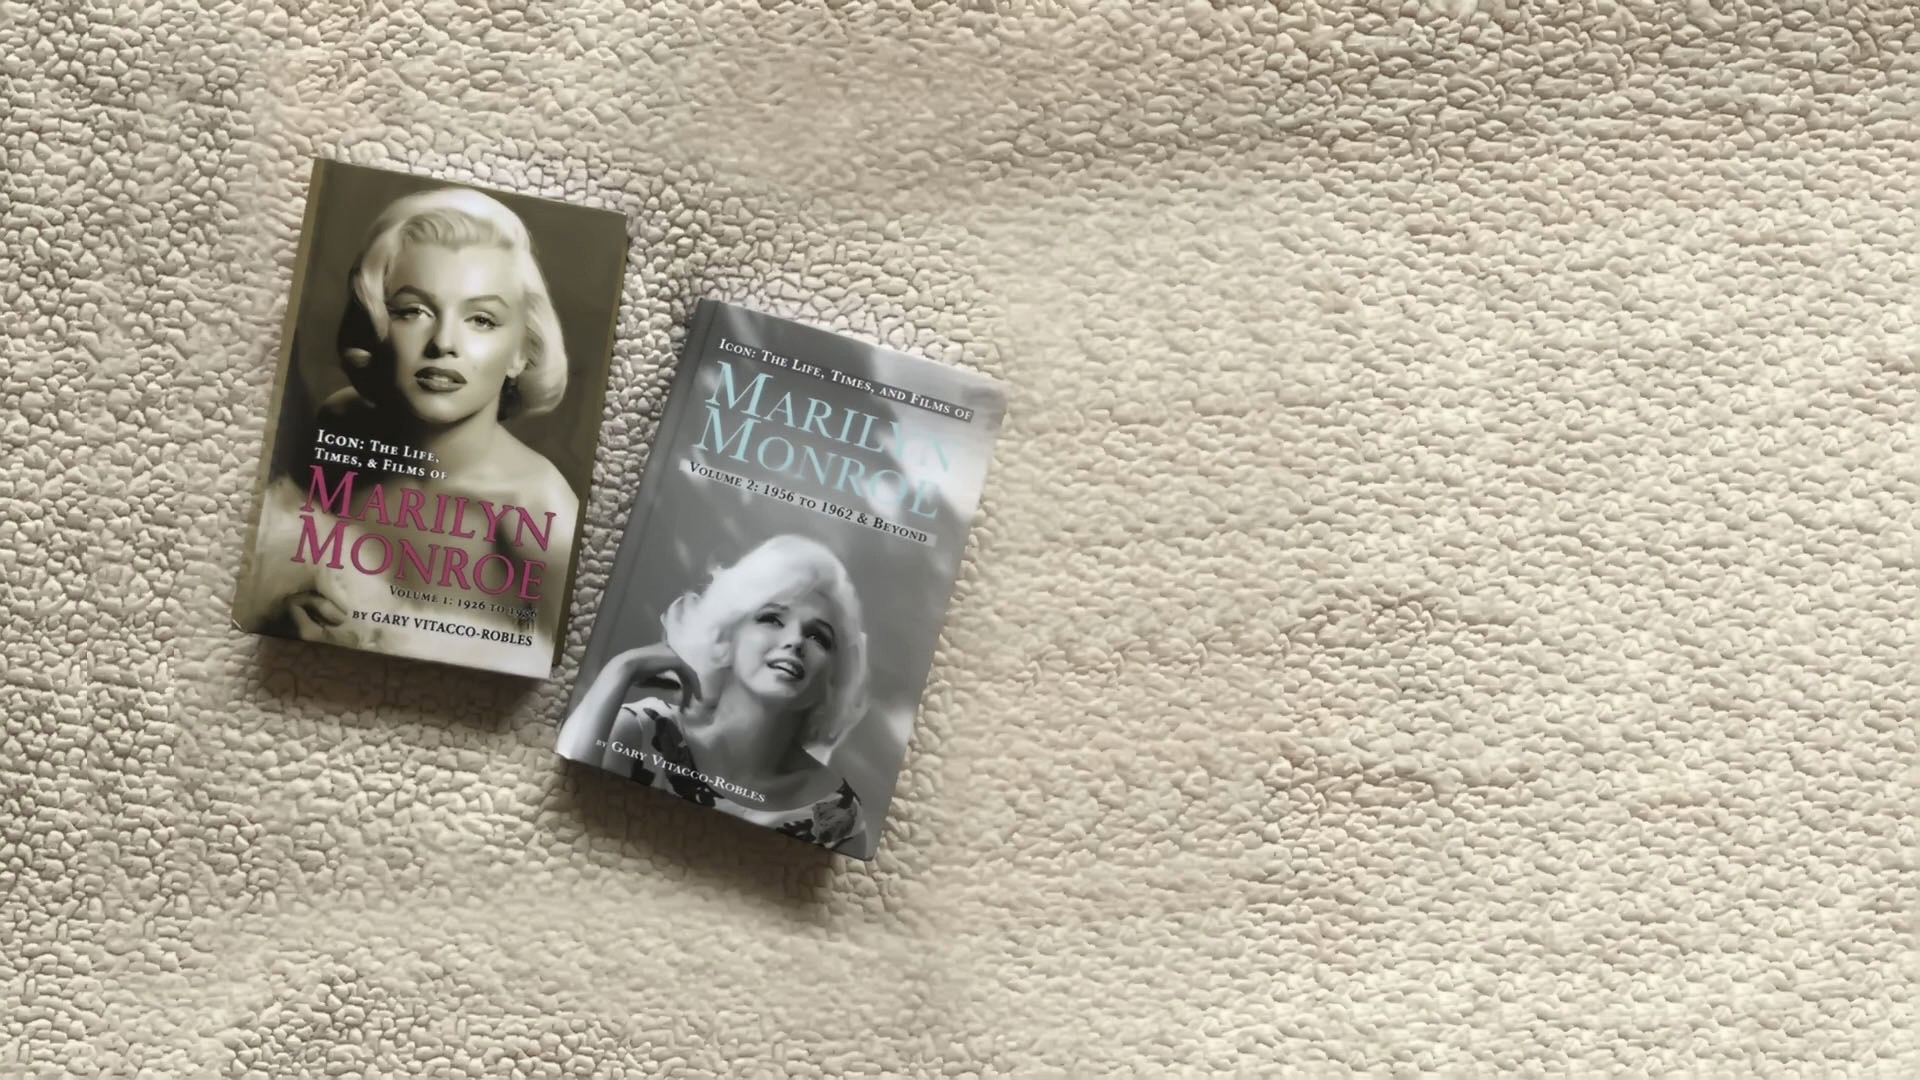 ICON: THE LIFE,
TIMES, & FILMS OF
MARILYN
MONROE
VOLUME 1: 1926 TO 1956
BY GARY VITACCO-ROBLES
ICON: THE LIFE, TIMES, AND FILMS OF
MARILYN
MONROE
VOLUME 2: 1956 TO 1962 & BEYOND
BY GARY VITACCO-ROBLES